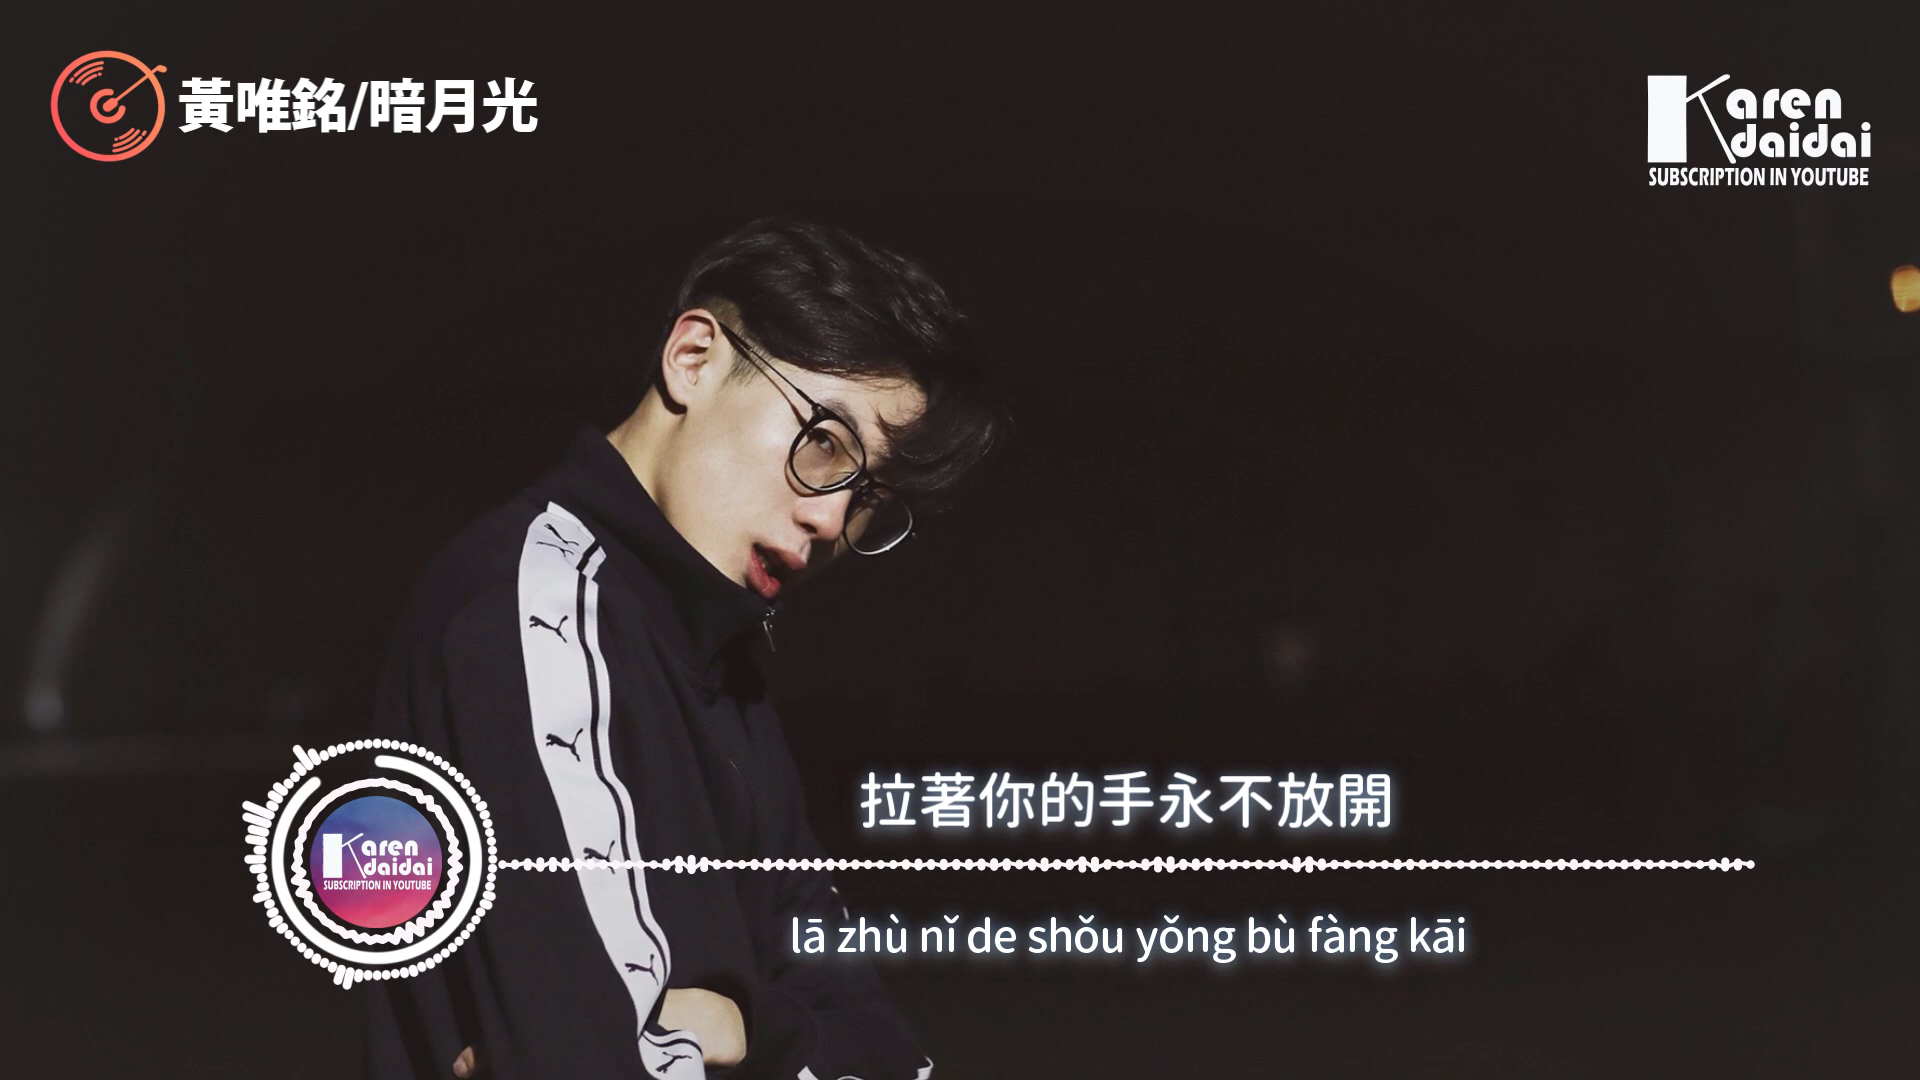 黃唯銘/暗月光
Karen
daidai
SUBSCRIPTION IN YOUTUBE
拉著你的手永不放開
Karen
daidai
SUBSCRIPTION IN YOUTUBE
lā zhù nǐ de shǒu yǒng bù fàng kāi